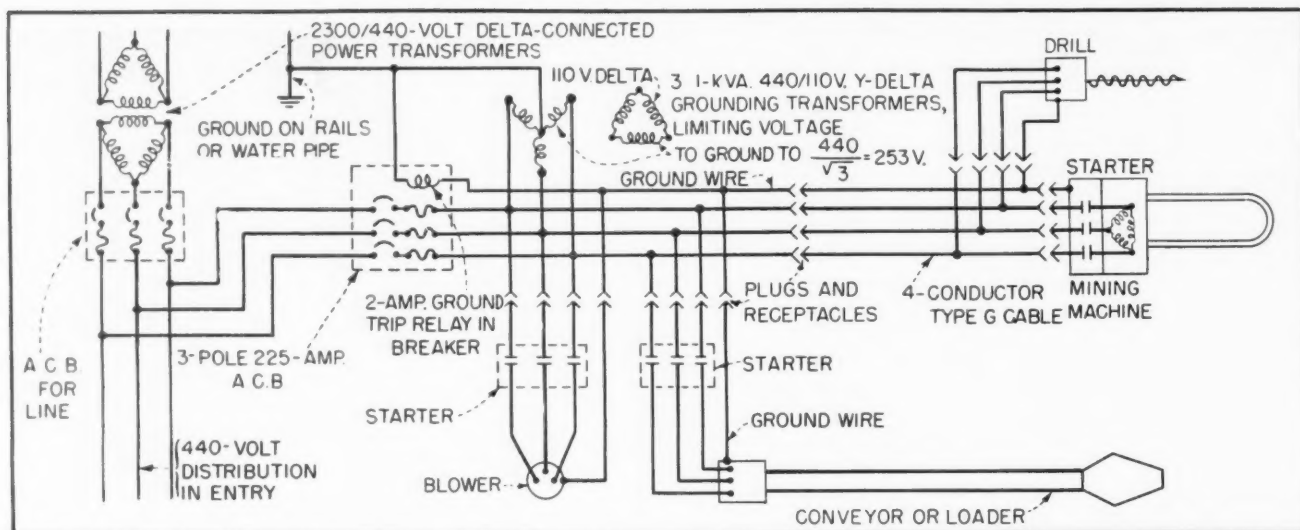 2300/440-VOLT DELTA-CONNECTED
POWER TRANSFORMERS
GROUND ON RAILS
OR WATER PIPE
110 V. DELTA
3 1-KVA. 440/110V. Y-DELTA
GROUNDING TRANSFORMERS,
LIMITING VOLTAGE
TO GROUND TO 440/√3 = 253 V.
GROUND WIRE
DRILL
STARTER
MINING
MACHINE
4-CONDUCTOR
TYPE G CABLE
PLUGS AND
RECEPTACLES
2-AMP. GROUND
TRIP RELAY IN
BREAKER
3-POLE 225-AMP.
A C.B
A C B.
FOR
LINE
STARTER
STARTER
GROUND WIRE
440-VOLT
DISTRIBUTION
IN ENTRY
BLOWER
CONVEYOR OR LOADER